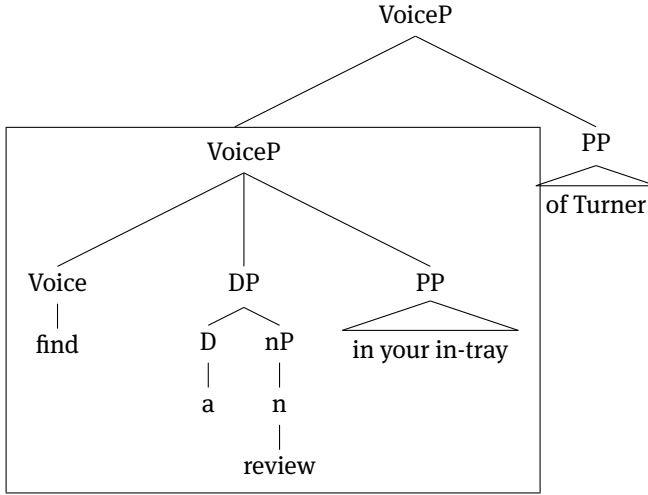 VoiceP
VoiceP
PP
of Turner
Voice
DP
PP
find
D
nP
in your in-tray
a
n
review